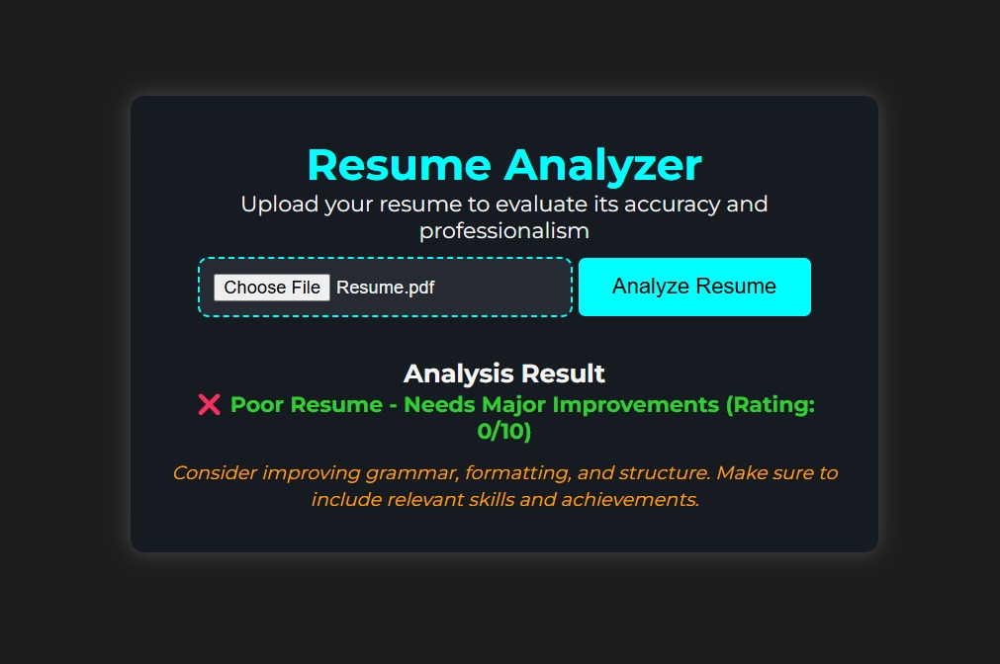 Resume Analyzer
Upload your resume to evaluate its accuracy and
professionalism
Choose File Resume.pdf Analyze Resume
Analysis Result
❌ Poor Resume - Needs Major Improvements (Rating:
0/10)
Consider improving grammar, formatting, and structure. Make sure to
include relevant skills and achievements.